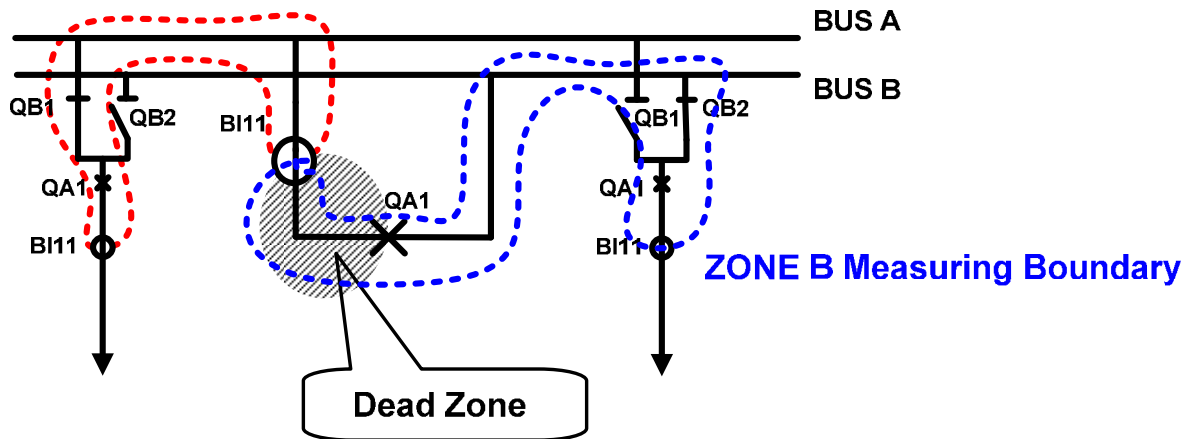 BUS A
BUS B
QB1
QB2
BI11
QB1
QB2
QA1
QA1
QA1
BI11
BI11
ZONE B Measuring Boundary
Dead Zone